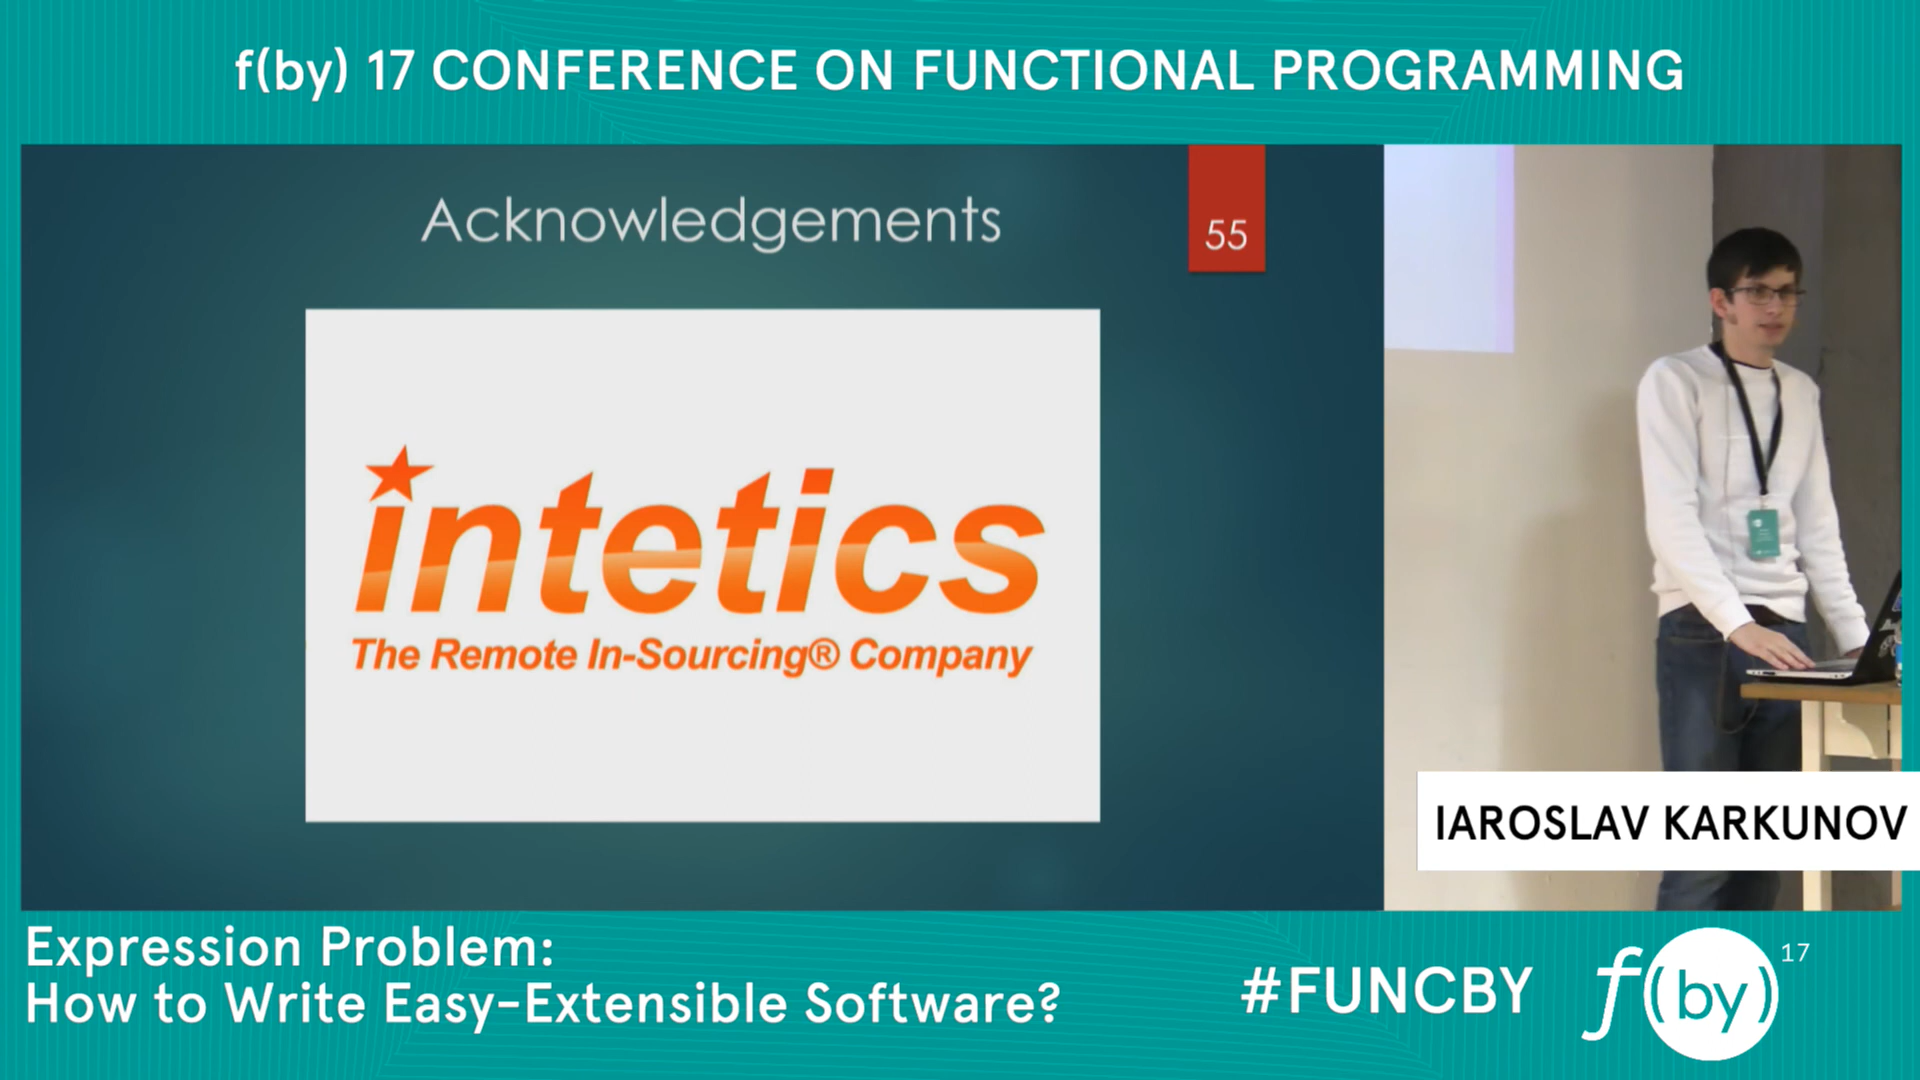 f(by) 17 CONFERENCE ON FUNCTIONAL PROGRAMMING
Acknowledgements
55
intetics
The Remote In-Sourcing® Company
IAROSLAV KARKUNOV
Expression Problem:
How to Write Easy-Extensible Software?
#FUNCBY
f(by) 17